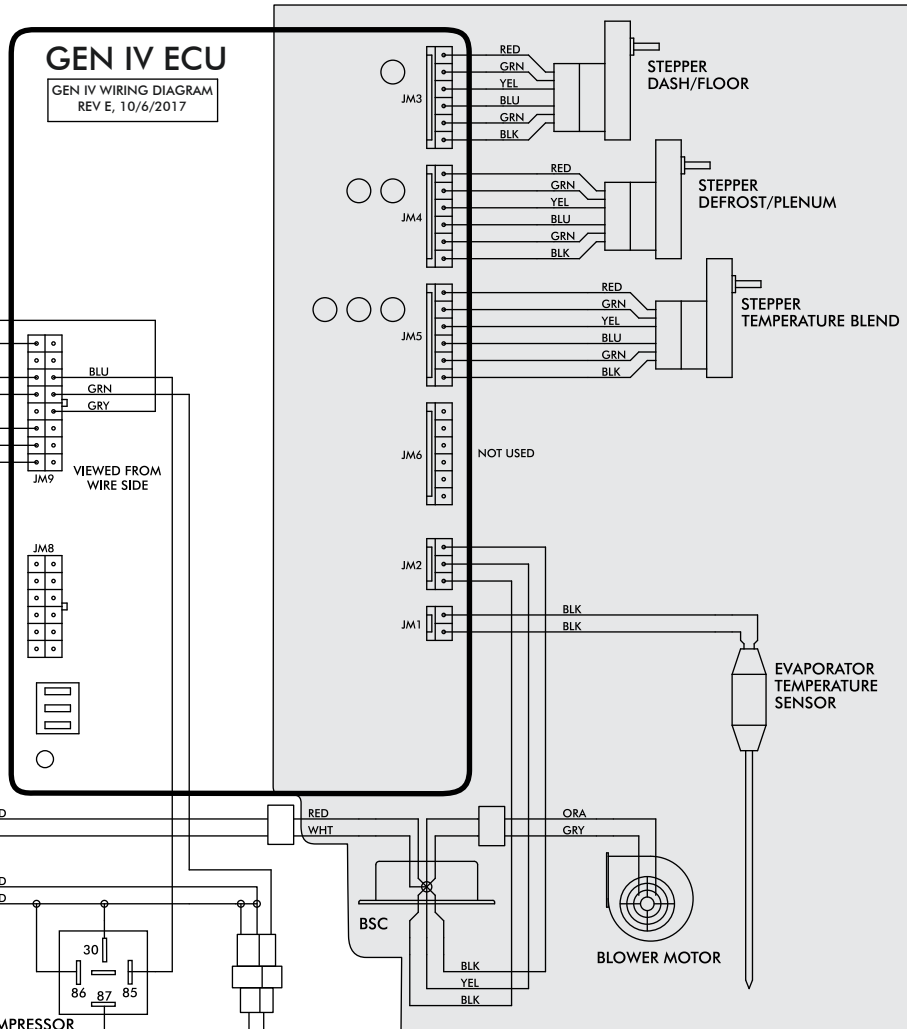 GEN IV ECU
GEN IV WIRING DIAGRAM
REV E, 10/6/2017
JM3
RED
GRN
YEL
BLU
GRN
BLK
STEPPER
DASH/FLOOR
JM4
RED
GRN
YEL
BLU
GRN
BLK
STEPPER
DEFROST/PLENUM
JM5
RED
GRN
YEL
BLU
GRN
BLK
STEPPER
TEMPERATURE BLEND
BLU
GRN
GRY
JM9
VIEWED FROM
WIRE SIDE
JM6
NOT USED
JM8
JM2
JM1
BLK
BLK
EVAPORATOR
TEMPERATURE
SENSOR
D
RED
WHT
ORA
GRY
D
D
BSC
BLOWER MOTOR
30
86
87
85
BLK
YEL
BLK
MPRESSOR